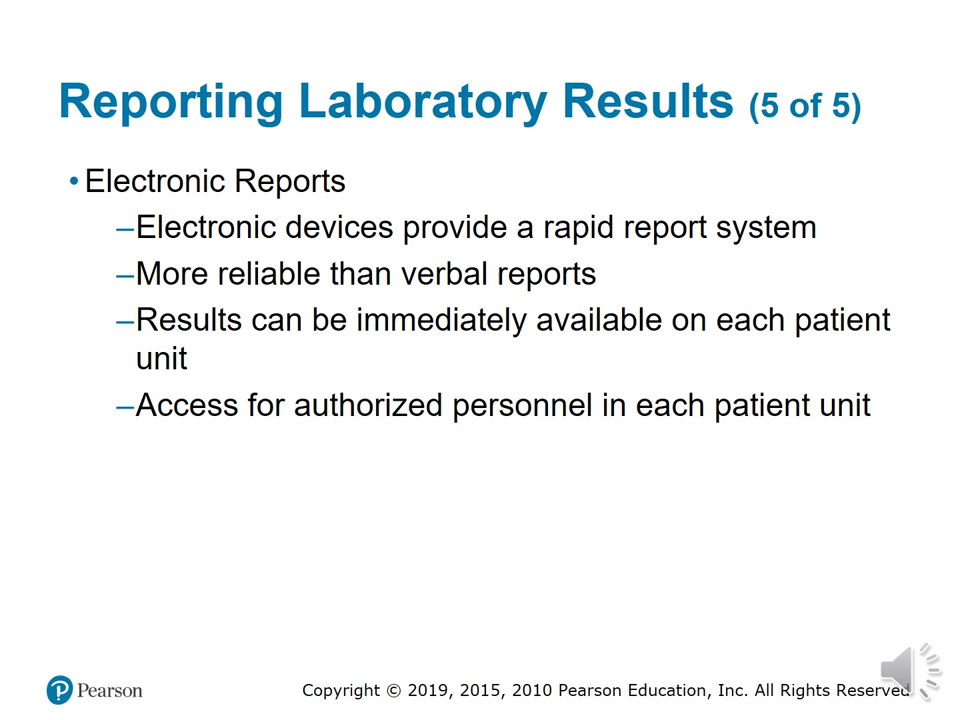 Reporting Laboratory Results (5 of 5)
• Electronic Reports
–Electronic devices provide a rapid report system
–More reliable than verbal reports
–Results can be immediately available on each patient
unit
–Access for authorized personnel in each patient unit
Pearson
Copyright © 2019, 2015, 2010 Pearson Education, Inc. All Rights Reserved